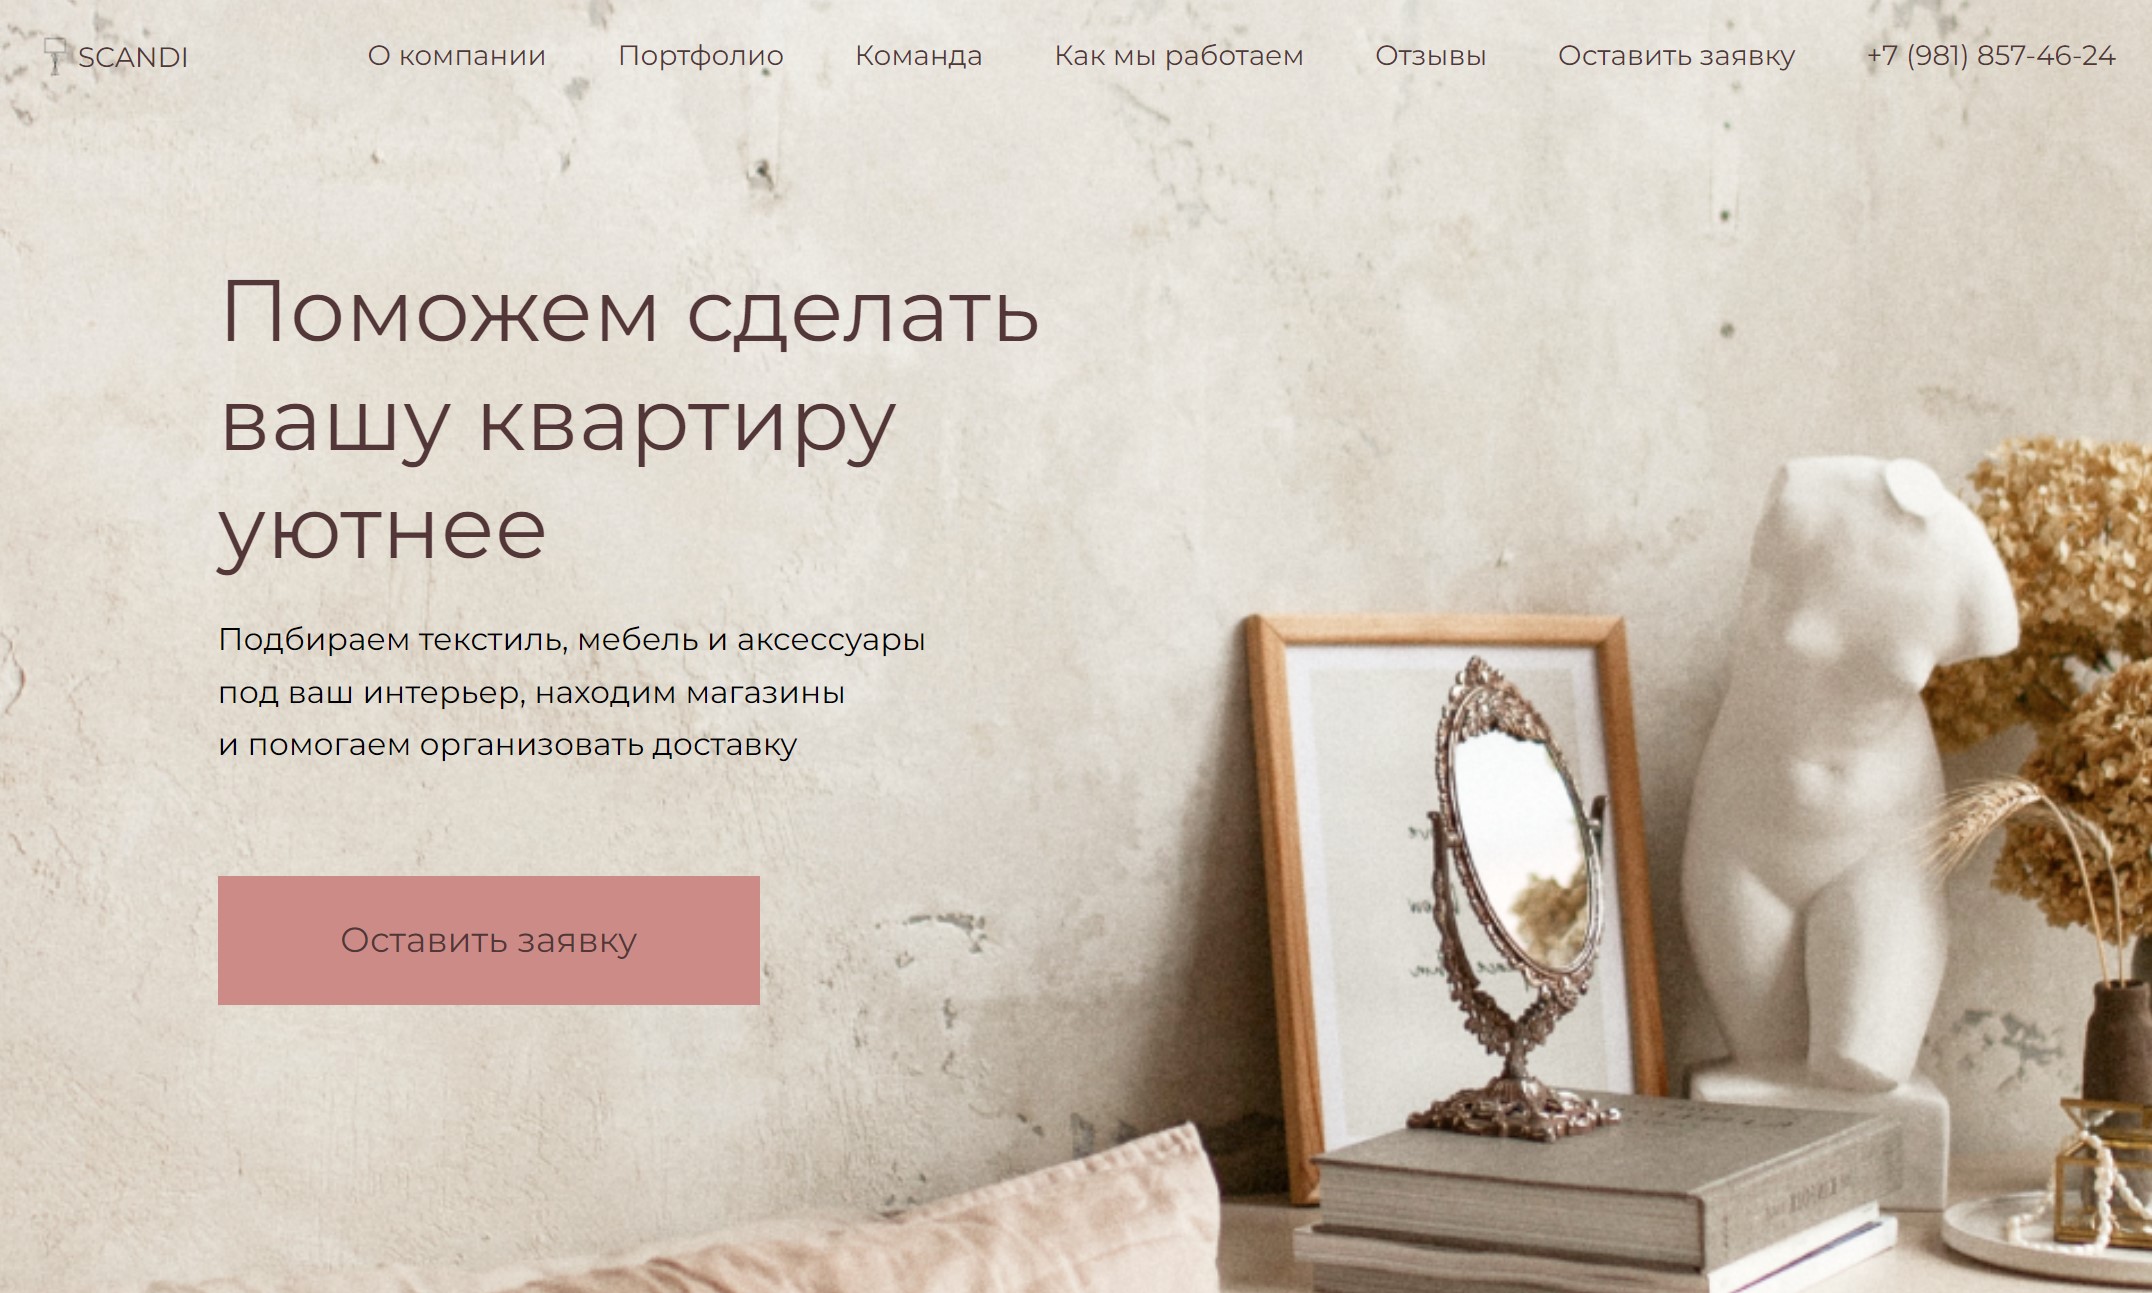 SCANDI
О компании
Портфолио
Команда
Как мы работаем
Отзывы
Оставить заявку
+7 (981) 857-46-24
Поможем сделать
вашу квартиру
уютнее
Подбираем текстиль, мебель и аксессуары
под ваш интерьер, находим магазины
и помогаем организовать доставку
Оставить заявку